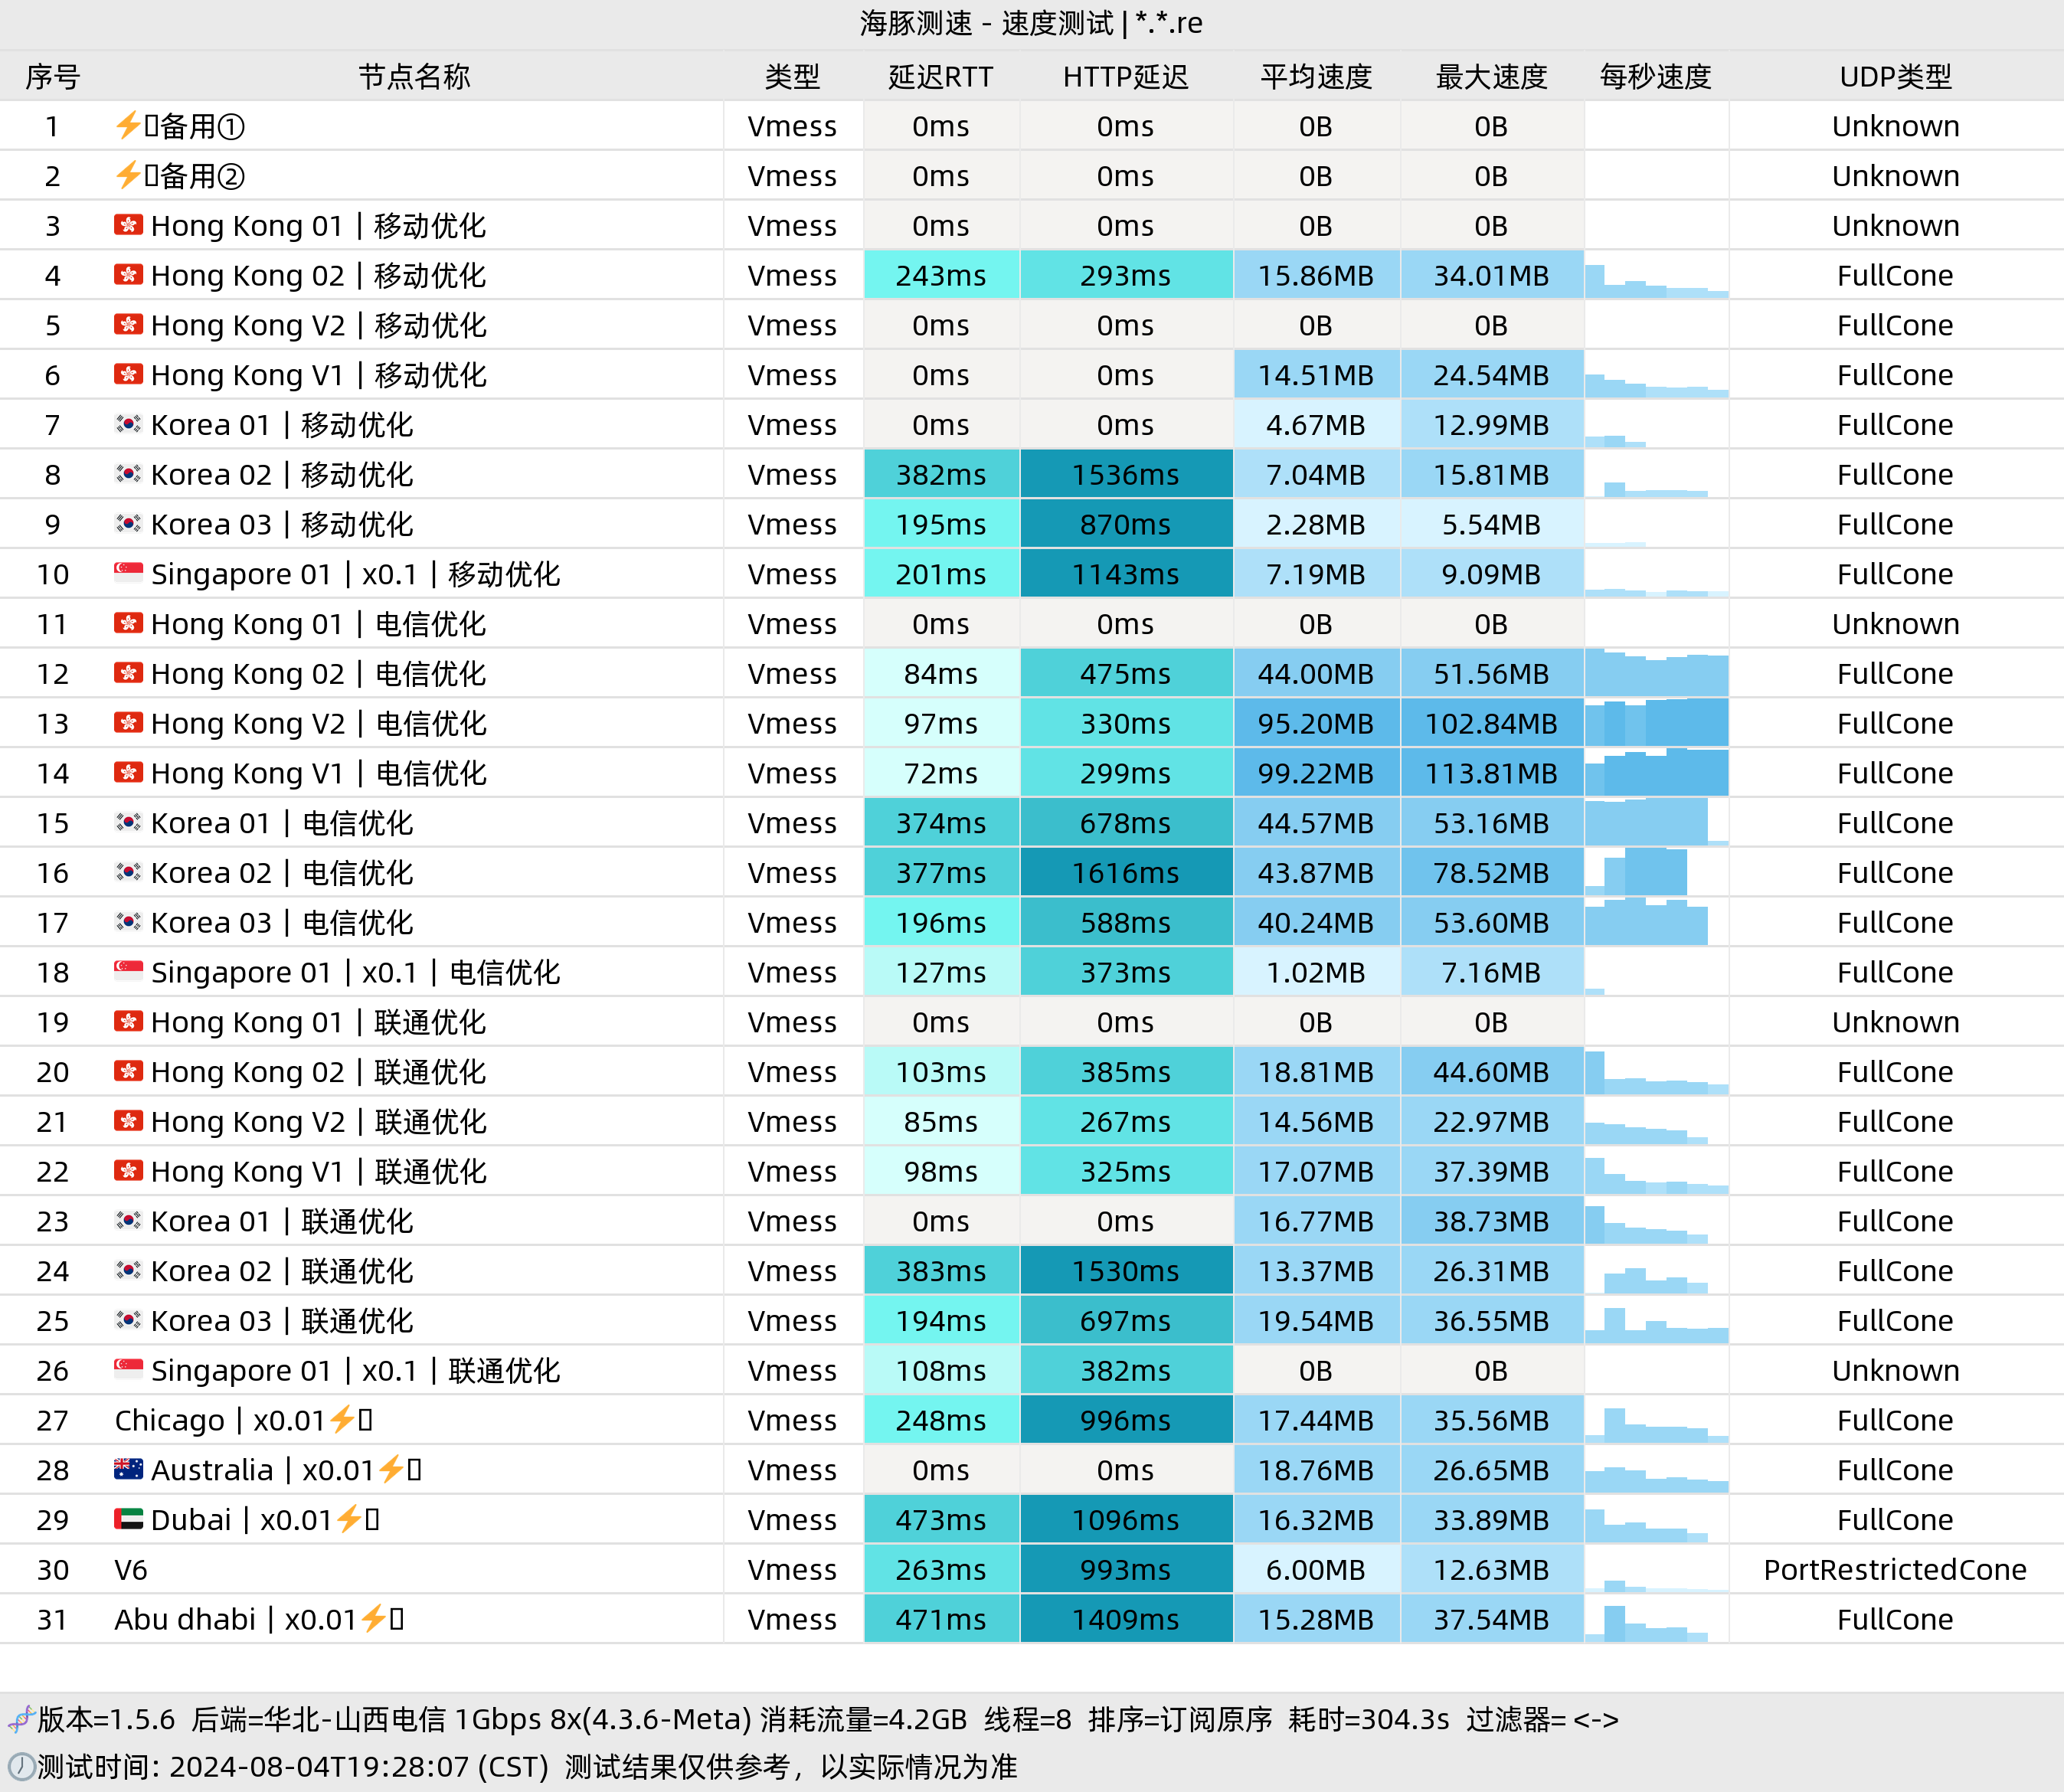 海豚测速 - 速度测试 | *.*.re
序号 节点名称 类型 延迟RTT HTTP延迟 平均速度 最大速度 每秒速度 UDP类型
1 ⚡▯备用① Vmess 0ms 0ms 0B 0B Unknown
2 ⚡▯备用② Vmess 0ms 0ms 0B 0B Unknown
3 🇭🇰 Hong Kong 01｜移动优化 Vmess 0ms 0ms 0B 0B Unknown
4 🇭🇰 Hong Kong 02｜移动优化 Vmess 243ms 293ms 15.86MB 34.01MB FullCone
5 🇭🇰 Hong Kong V2｜移动优化 Vmess 0ms 0ms 0B 0B FullCone
6 🇭🇰 Hong Kong V1｜移动优化 Vmess 0ms 0ms 14.51MB 24.54MB FullCone
7 🇰🇷 Korea 01｜移动优化 Vmess 0ms 0ms 4.67MB 12.99MB FullCone
8 🇰🇷 Korea 02｜移动优化 Vmess 382ms 1536ms 7.04MB 15.81MB FullCone
9 🇰🇷 Korea 03｜移动优化 Vmess 195ms 870ms 2.28MB 5.54MB FullCone
10 🇸🇬 Singapore 01｜x0.1｜移动优化 Vmess 201ms 1143ms 7.19MB 9.09MB FullCone
11 🇭🇰 Hong Kong 01｜电信优化 Vmess 0ms 0ms 0B 0B Unknown
12 🇭🇰 Hong Kong 02｜电信优化 Vmess 84ms 475ms 44.00MB 51.56MB FullCone
13 🇭🇰 Hong Kong V2｜电信优化 Vmess 97ms 330ms 95.20MB 102.84MB FullCone
14 🇭🇰 Hong Kong V1｜电信优化 Vmess 72ms 299ms 99.22MB 113.81MB FullCone
15 🇰🇷 Korea 01｜电信优化 Vmess 374ms 678ms 44.57MB 53.16MB FullCone
16 🇰🇷 Korea 02｜电信优化 Vmess 377ms 1616ms 43.87MB 78.52MB FullCone
17 🇰🇷 Korea 03｜电信优化 Vmess 196ms 588ms 40.24MB 53.60MB FullCone
18 🇸🇬 Singapore 01｜x0.1｜电信优化 Vmess 127ms 373ms 1.02MB 7.16MB FullCone
19 🇭🇰 Hong Kong 01｜联通优化 Vmess 0ms 0ms 0B 0B Unknown
20 🇭🇰 Hong Kong 02｜联通优化 Vmess 103ms 385ms 18.81MB 44.60MB FullCone
21 🇭🇰 Hong Kong V2｜联通优化 Vmess 85ms 267ms 14.56MB 22.97MB FullCone
22 🇭🇰 Hong Kong V1｜联通优化 Vmess 98ms 325ms 17.07MB 37.39MB FullCone
23 🇰🇷 Korea 01｜联通优化 Vmess 0ms 0ms 16.77MB 38.73MB FullCone
24 🇰🇷 Korea 02｜联通优化 Vmess 383ms 1530ms 13.37MB 26.31MB FullCone
25 🇰🇷 Korea 03｜联通优化 Vmess 194ms 697ms 19.54MB 36.55MB FullCone
26 🇸🇬 Singapore 01｜x0.1｜联通优化 Vmess 108ms 382ms 0B 0B Unknown
27 Chicago｜x0.01⚡▯ Vmess 248ms 996ms 17.44MB 35.56MB FullCone
28 🇦🇺 Australia｜x0.01⚡▯ Vmess 0ms 0ms 18.76MB 26.65MB FullCone
29 🇦🇪 Dubai｜x0.01⚡▯ Vmess 473ms 1096ms 16.32MB 33.89MB FullCone
30 V6 Vmess 263ms 993ms 6.00MB 12.63MB PortRestrictedCone
31 Abu dhabi｜x0.01⚡▯ Vmess 471ms 1409ms 15.28MB 37.54MB FullCone
🧬版本=1.5.6 后端=华北-山西电信 1Gbps 8x(4.3.6-Meta) 消耗流量=4.2GB 线程=8 排序=订阅原序 耗时=304.3s 过滤器= <->
🕖测试时间: 2024-08-04T19:28:07 (CST) 测试结果仅供参考，以实际情况为准